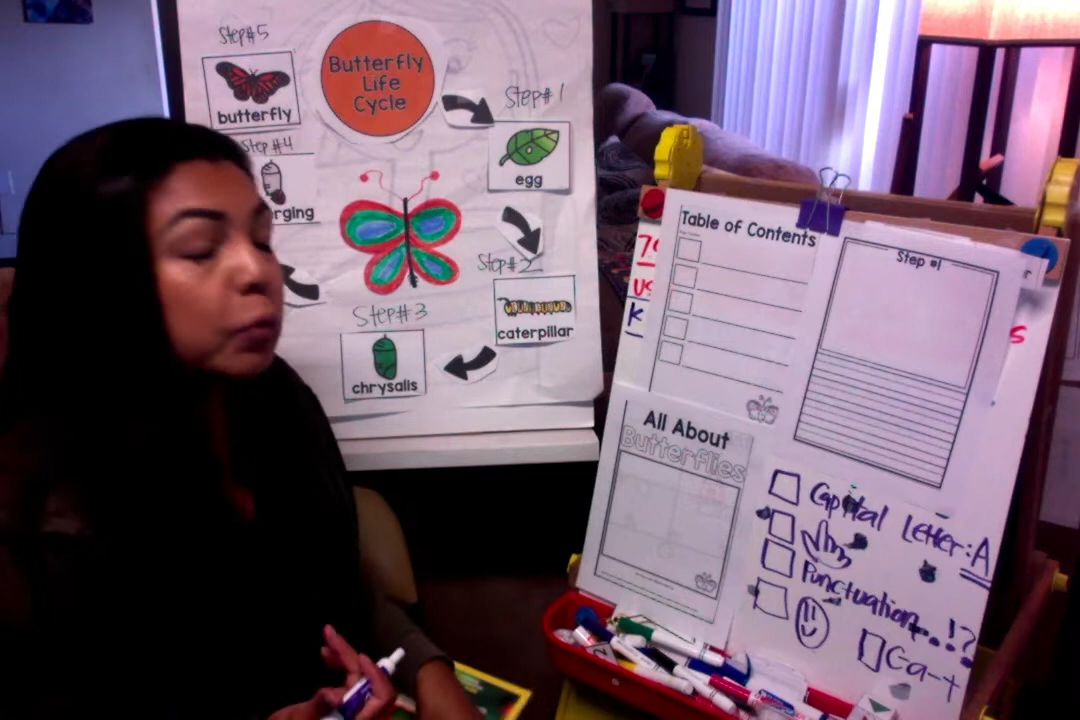 Step#5
butterfly
Butterfly
Life
Cycle
Step#1
egg
Step#4
rging
Step#2
caterpillar
Step#3
chrysalis
Table of Contents
Step #1
All About
Butterflies
Capital Letter: A
Punctuation . ! ?
Ca-t